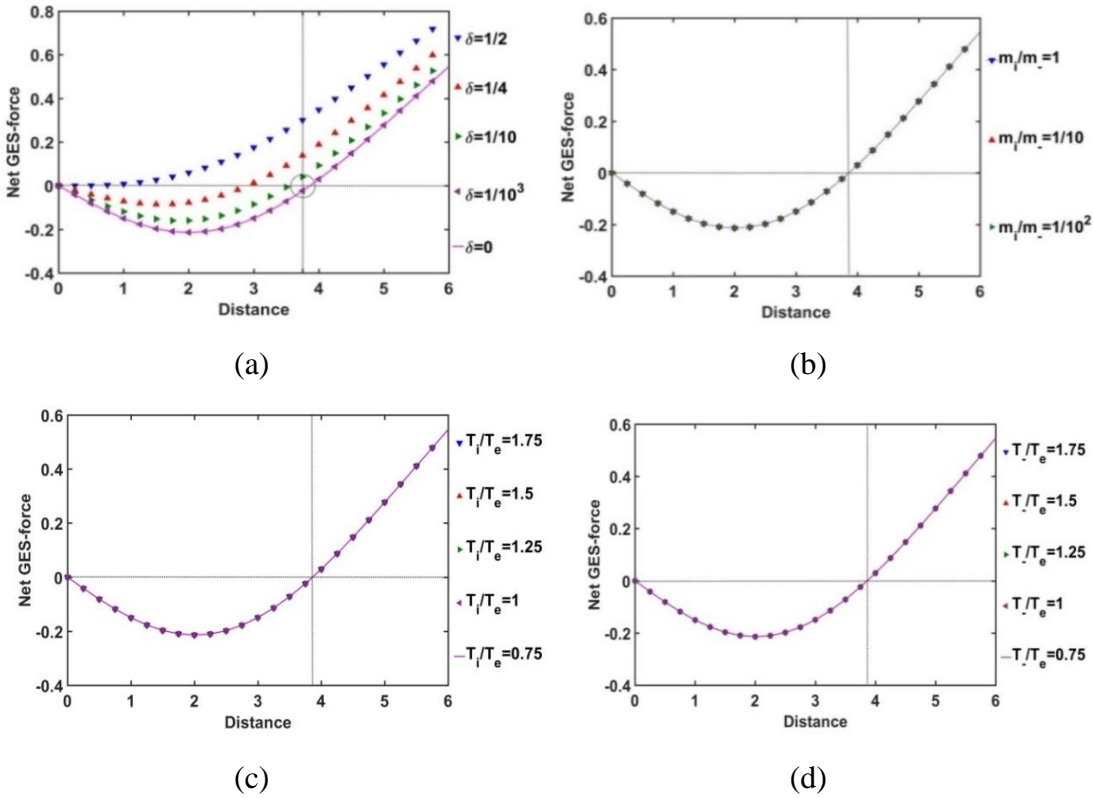 0.8
0.6
0.4
0.2
0
-0.2
-0.4
Net GES-force
0 1 2 3 4 5 6
Distance
δ=1/2
δ=1/4
δ=1/10
δ=1/10³
δ=0
(a)
0.6
0.4
0.2
0
-0.2
-0.4
Net GES-force
0 1 2 3 4 5 6
Distance
mᵢ/m₋=1
mᵢ/m₋=1/10
mᵢ/m₋=1/10²
(b)
0.6
0.4
0.2
0
-0.2
-0.4
Net GES-force
0 1 2 3 4 5 6
Distance
Tᵢ/Tₑ=1.75
Tᵢ/Tₑ=1.5
Tᵢ/Tₑ=1.25
Tᵢ/Tₑ=1
Tᵢ/Tₑ=0.75
(c)
0.6
0.4
0.2
0
-0.2
-0.4
Net GES-force
0 1 2 3 4 5 6
Distance
T₋/Tₑ=1.75
T₋/Tₑ=1.5
T₋/Tₑ=1.25
T₋/Tₑ=1
T₋/Tₑ=0.75
(d)